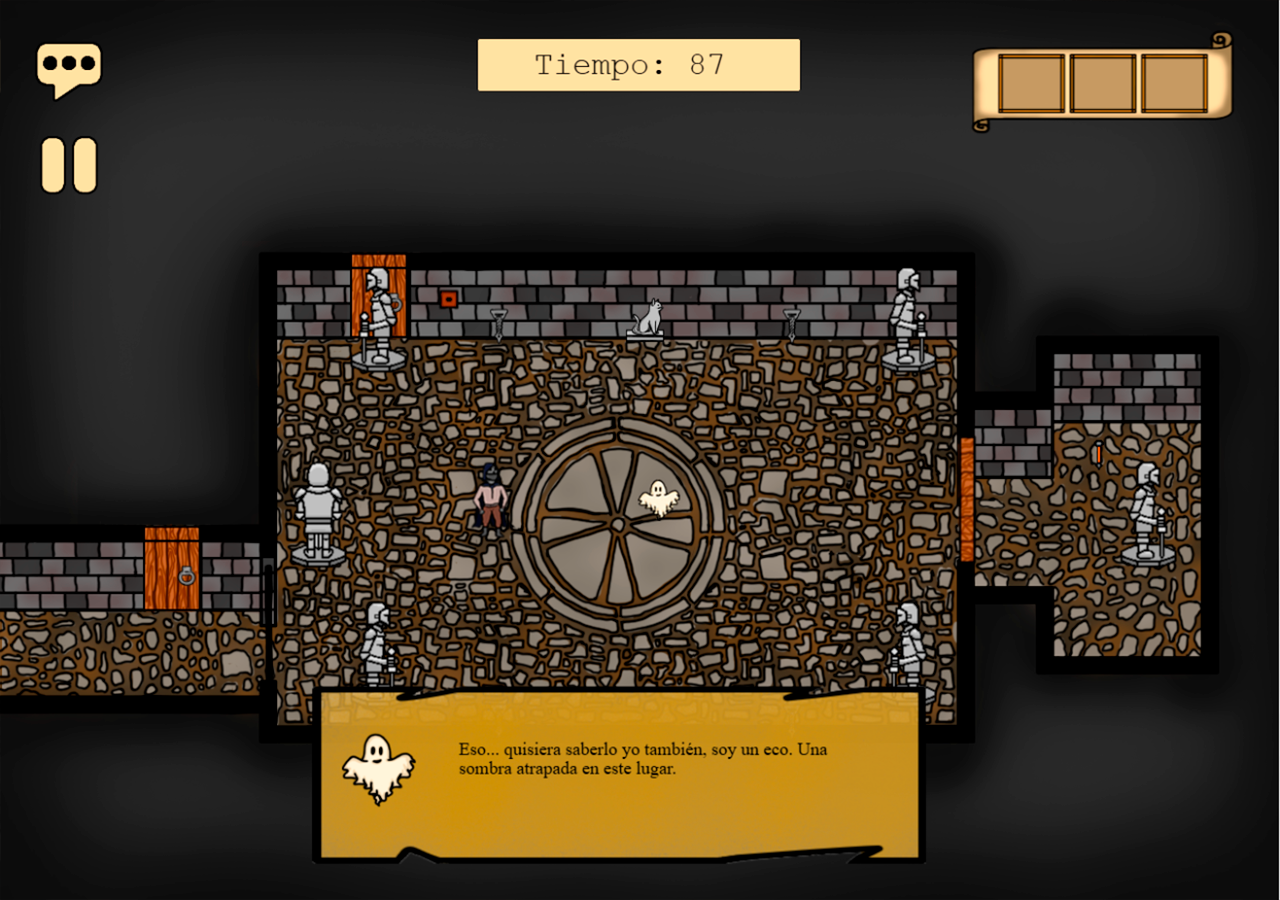 Tiempo: 87
Eso... quisiera saberlo yo también, soy un eco. Una
sombra atrapada en este lugar.